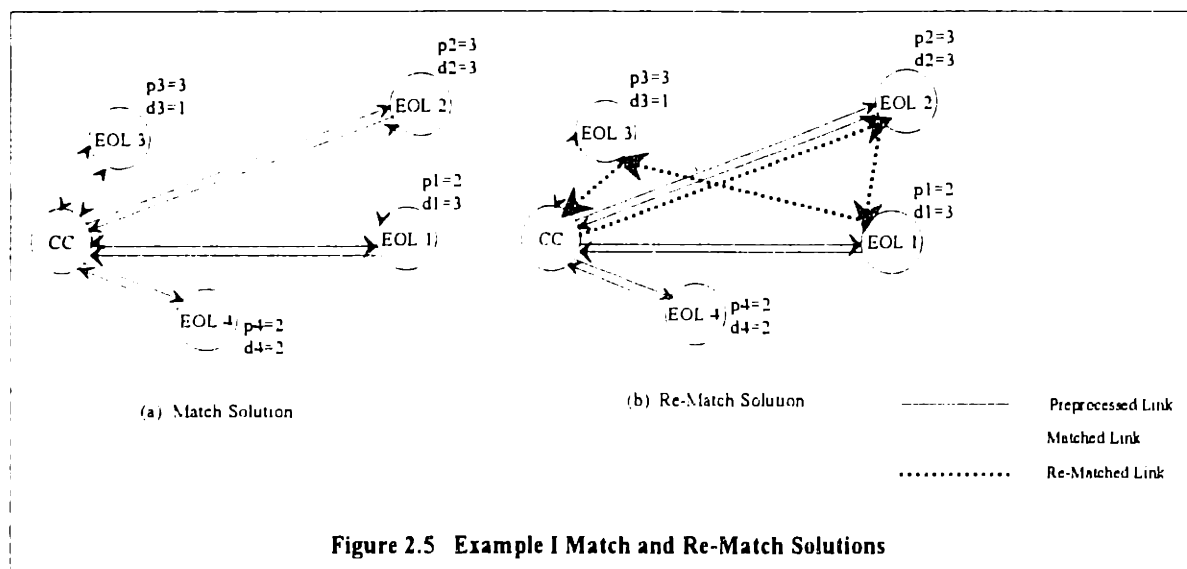 p3=3
d3=1
EOL 3
p2=3
d2=3
EOL 2
p1=2
d1=3
EOL 1
CC
EOL 4
p4=2
d4=2
(a) Match Solution
p3=3
d3=1
EOL 3
p2=3
d2=3
EOL 2
p1=2
d1=3
EOL 1
CC
EOL 4
p4=2
d4=2
(b) Re-Match Solution
Preprocessed Link
Matched Link
Re-Matched Link
Figure 2.5 Example I Match and Re-Match Solutions